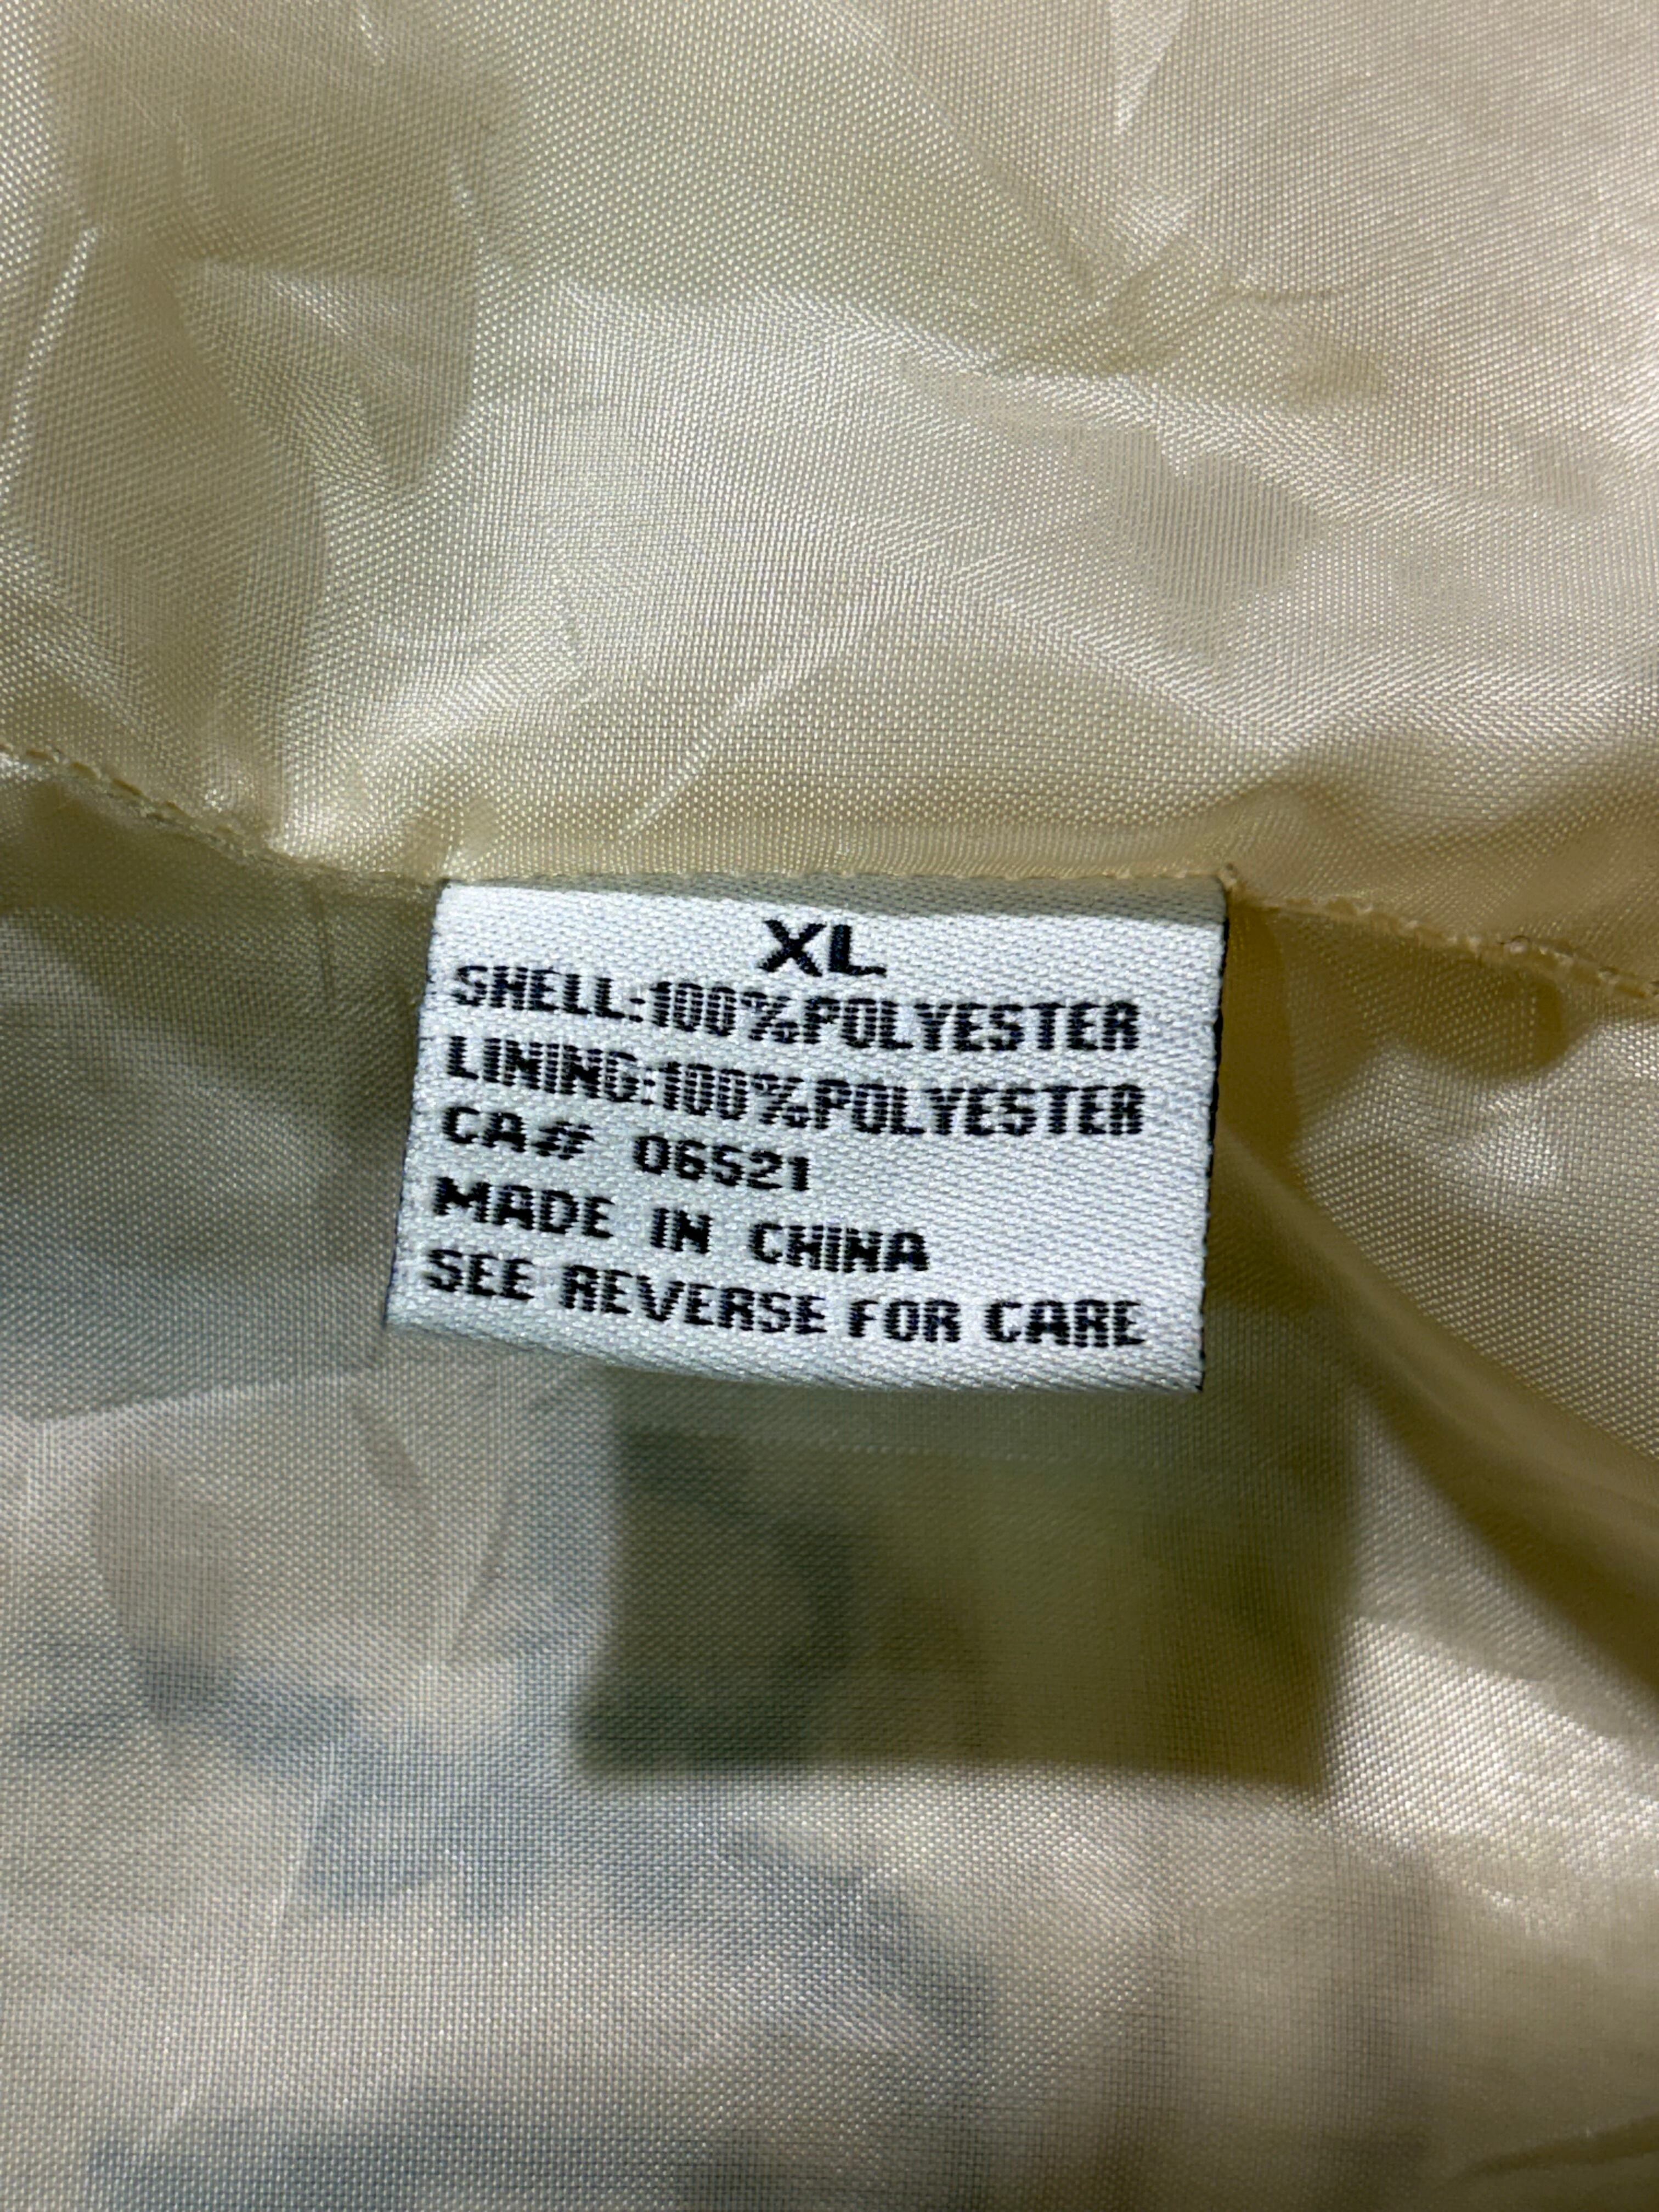 XL
SHELL:100%POLYESTER
LINING:100%POLYESTER
CA# 06521
MADE IN CHINA
SEE REVERSE FOR CARE